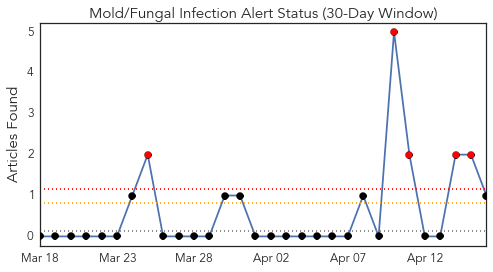 Mold/Fungal Infection Alert Status (30-Day Window)
Articles Found
5
4
3
2
1
0
Mar 18 Mar 23 Mar 28 Apr 02 Apr 07 Apr 12